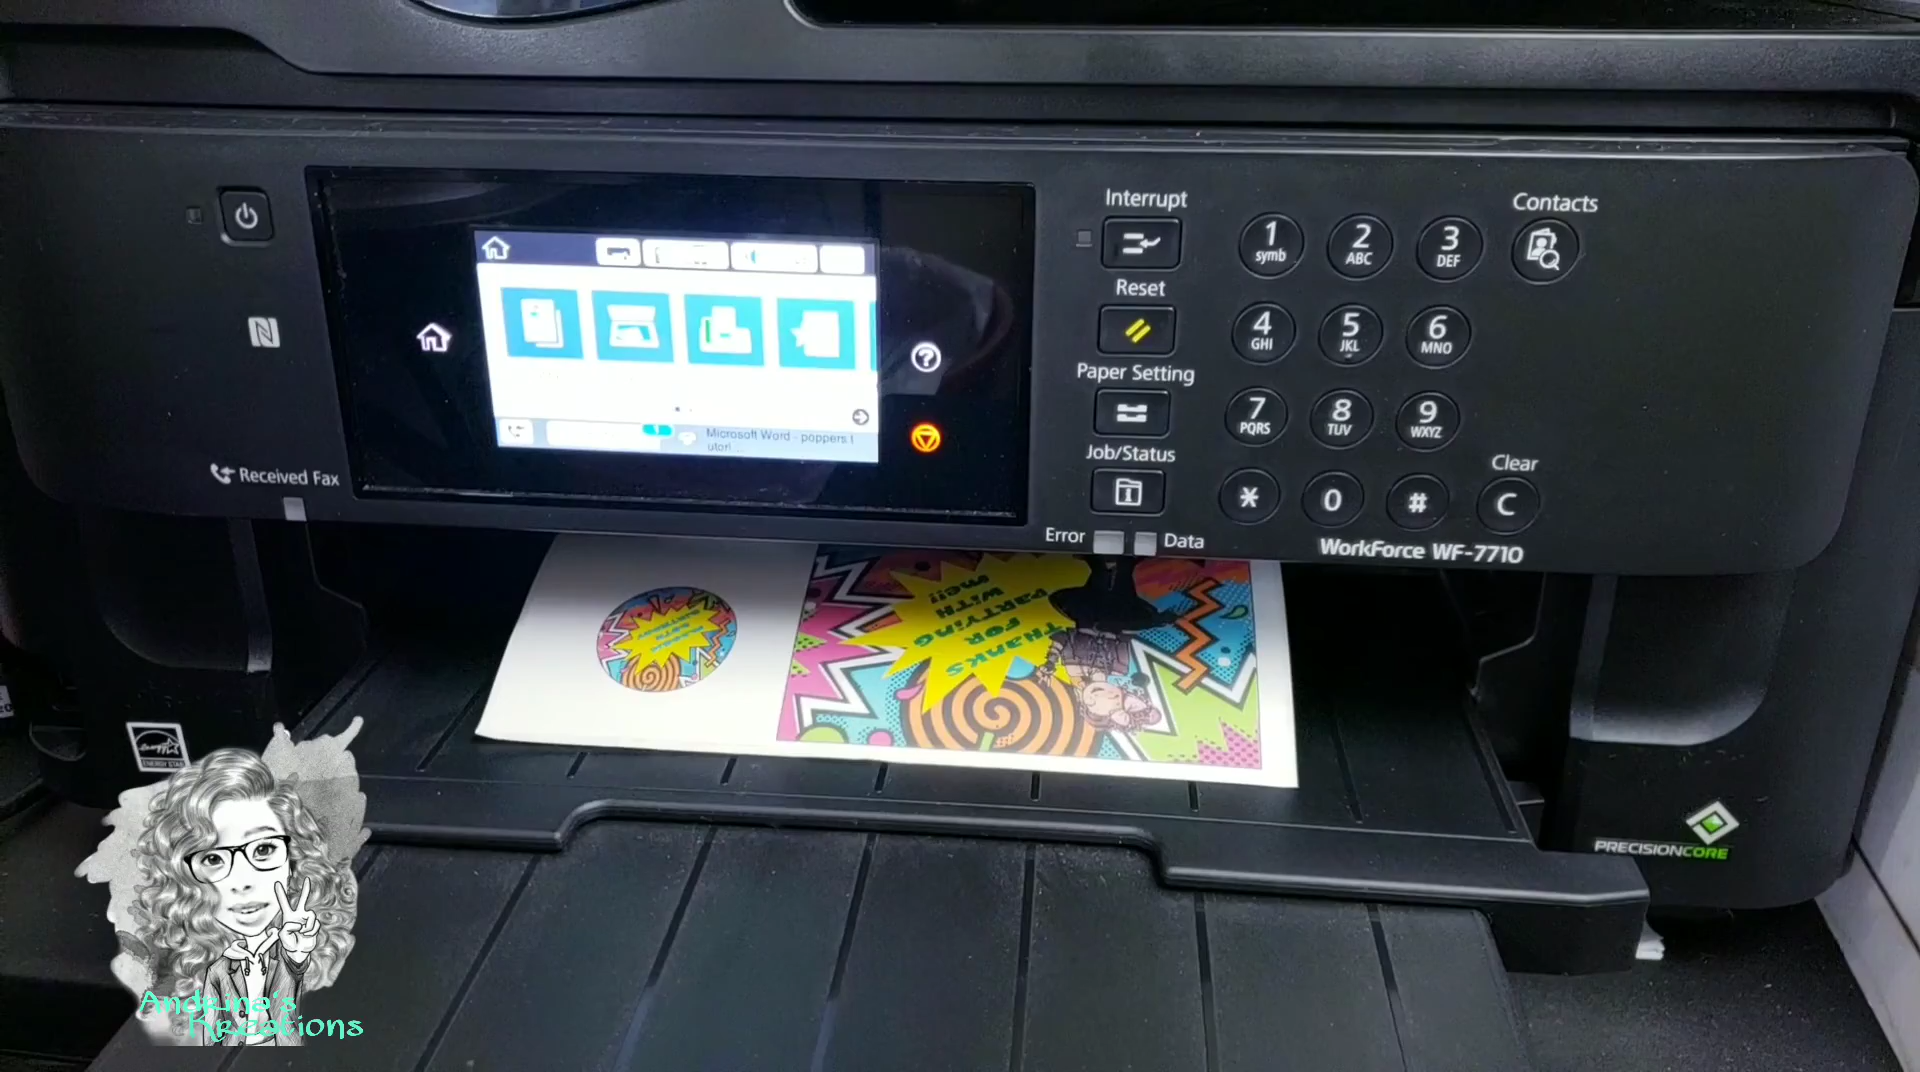 Interrupt
Contacts
1
symb
2
ABC
3
DEF
Reset
4
GHI
5
JKL
6
MNO
Paper Setting
7
PQRS
8
TUV
9
WXYZ
Microsoft Word - poppers t
utori...
Job/Status
Clear
Received Fax
*
0
#
C
Error
Data
WorkForce WF-7710
THanks
FOR
PARTYING
WITH
me!!
ENERGY STAR
PRECISIONCORE
Andrina's
Kreations